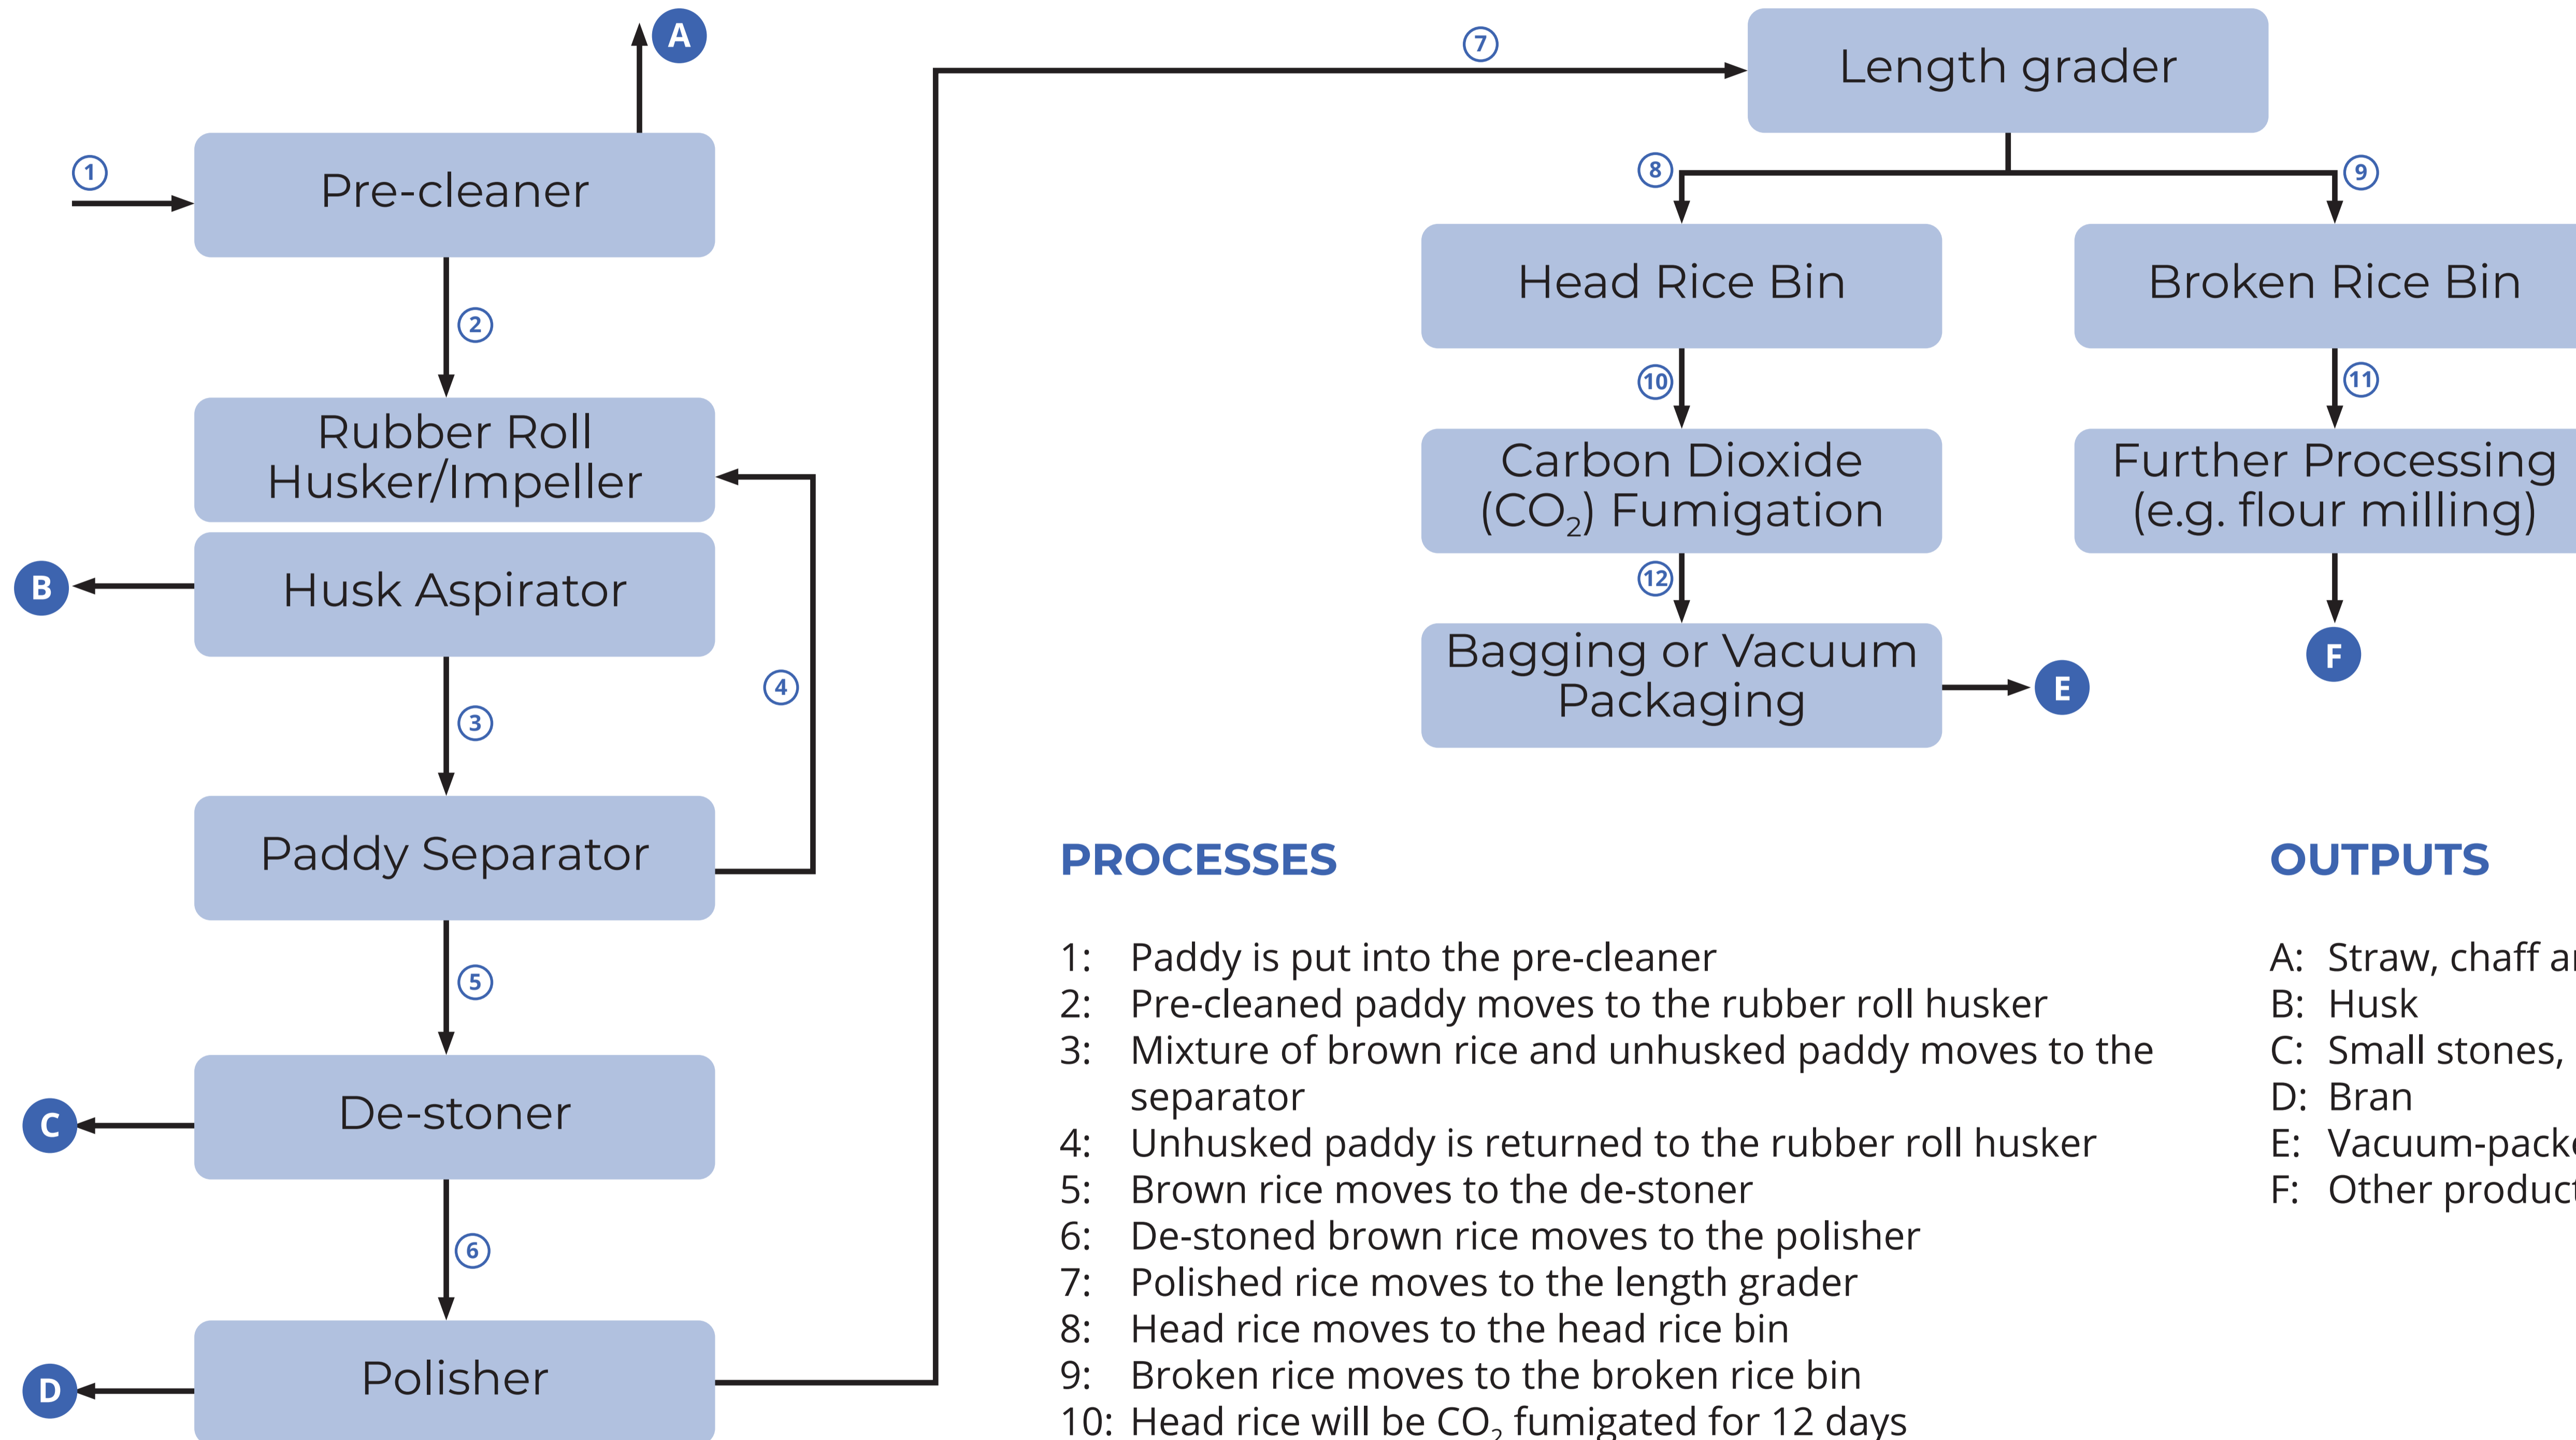 A
1
Pre-cleaner
2
Rubber Roll
Husker/Impeller
Husk Aspirator
B
3
4
Paddy Separator
5
De-stoner
C
6
Polisher
D
7
Length grader
8
9
Head Rice Bin
Broken Rice Bin
10
11
Carbon Dioxide
(CO₂) Fumigation
Further Processing
(e.g. flour milling)
12
Bagging or Vacuum
Packaging
E
F
PROCESSES
1: Paddy is put into the pre-cleaner
2: Pre-cleaned paddy moves to the rubber roll husker
3: Mixture of brown rice and unhusked paddy moves to the
separator
4: Unhusked paddy is returned to the rubber roll husker
5: Brown rice moves to the de-stoner
6: De-stoned brown rice moves to the polisher
7: Polished rice moves to the length grader
8: Head rice moves to the head rice bin
9: Broken rice moves to the broken rice bin
10: Head rice will be CO₂ fumigated for 12 days
OUTPUTS
A: Straw, chaff
B: Husk
C: Small stones,
D: Bran
E:
F: Other